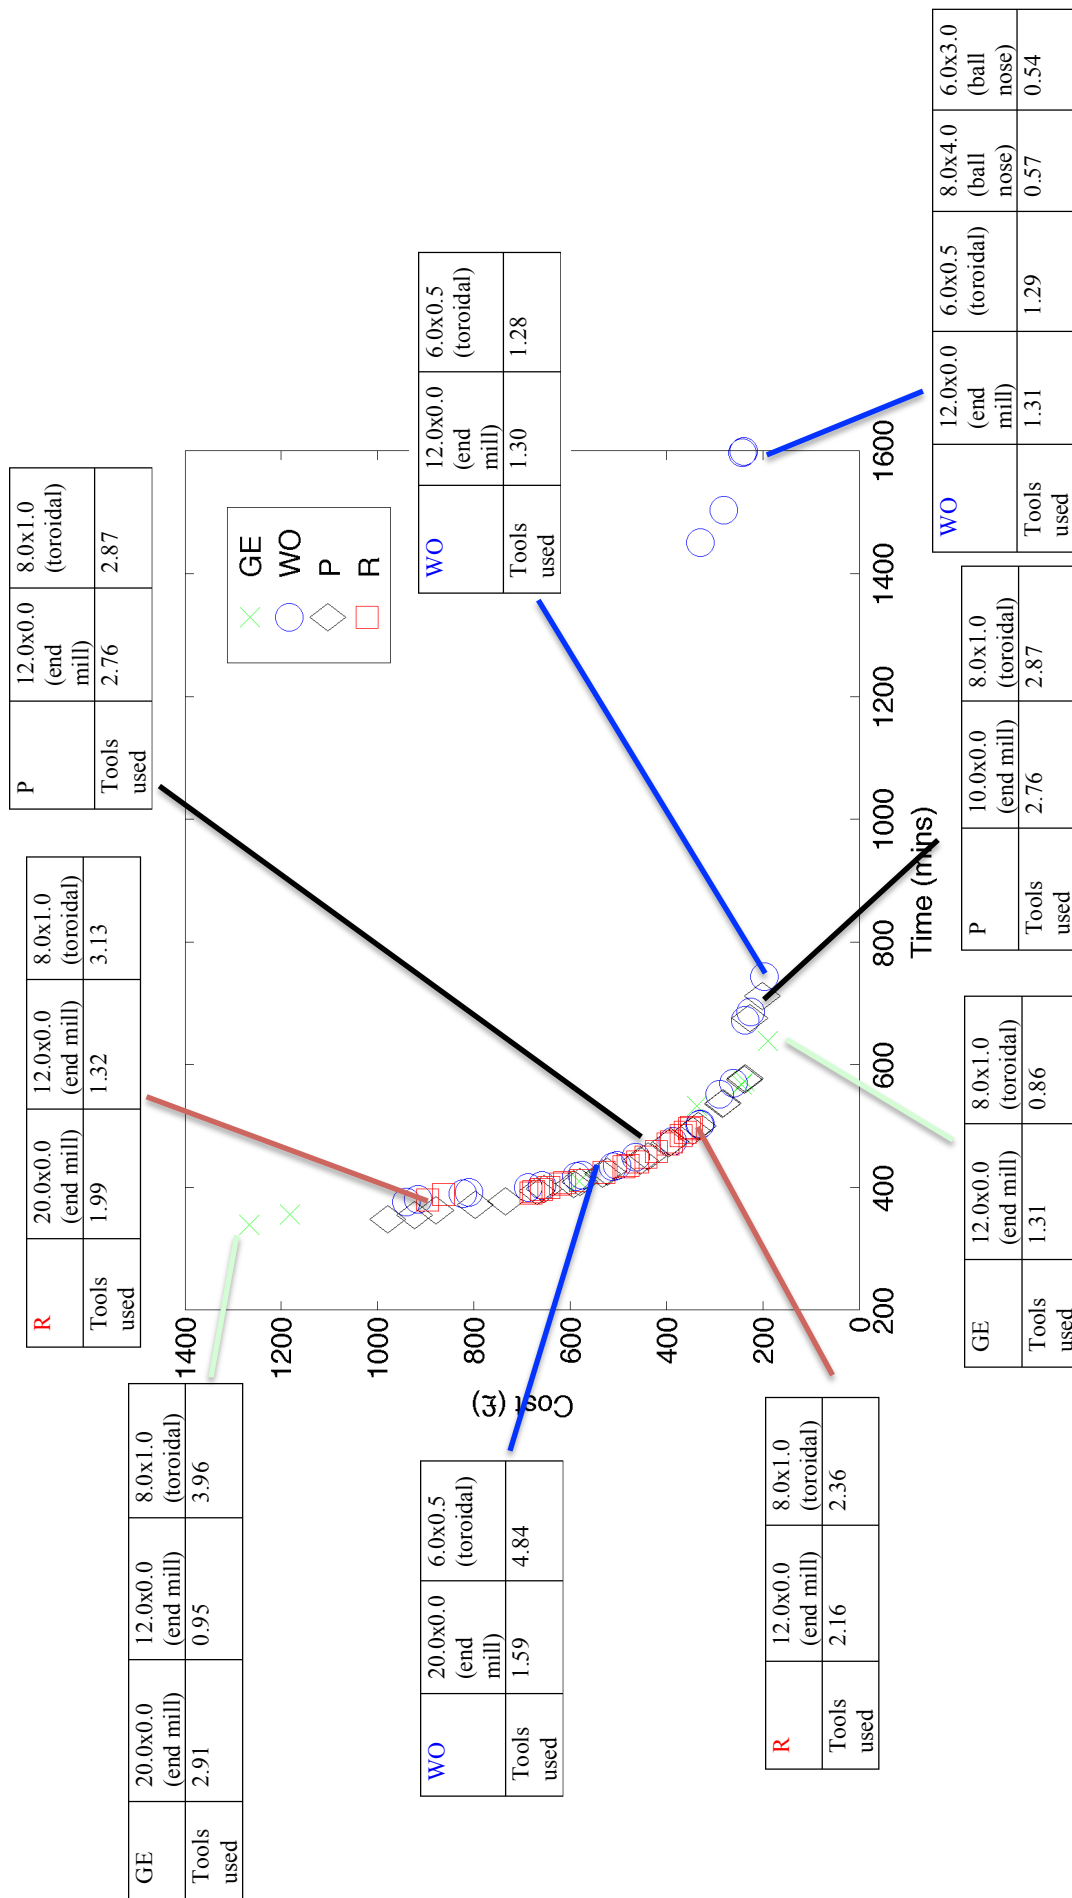 GE
20.0x0.0
(end mill)
12.0x0.0
(end mill)
8.0x1.0
(toroidal)
Tools
used
2.91
0.95
3.96
R
20.0x0.0
(end mill)
12.0x0.0
(end mill)
8.0x1.0
(toroidal)
Tools
used
1.99
1.32
3.13
P
12.0x0.0
(end
mill)
8.0x1.0
(toroidal)
Tools
used
2.76
2.87
WO
20.0x0.0
(end
mill)
6.0x0.5
(toroidal)
Tools
used
1.59
4.84
WO
12.0x0.0
(end
mill)
6.0x0.5
(toroidal)
Tools
used
1.30
1.28
R
12.0x0.0
(end mill)
8.0x1.0
(toroidal)
Tools
used
2.16
2.36
GE
12.0x0.0
(end mill)
8.0x1.0
(toroidal)
Tools
used
1.31
0.86
P
10.0x0.0
(end mill)
8.0x1.0
(toroidal)
Tools
used
2.76
2.87
WO
12.0x0.0
(end
mill)
6.0x0.5
(toroidal)
8.0x4.0
(ball
nose)
6.0x3.0
(ball
nose)
Tools
used
1.31
1.29
0.57
0.54
GE
WO
P
R
Cost (£)
1400
1200
1000
800
600
400
200
0
200
400
600
800
1000
1200
1400
1600
Time (mins)